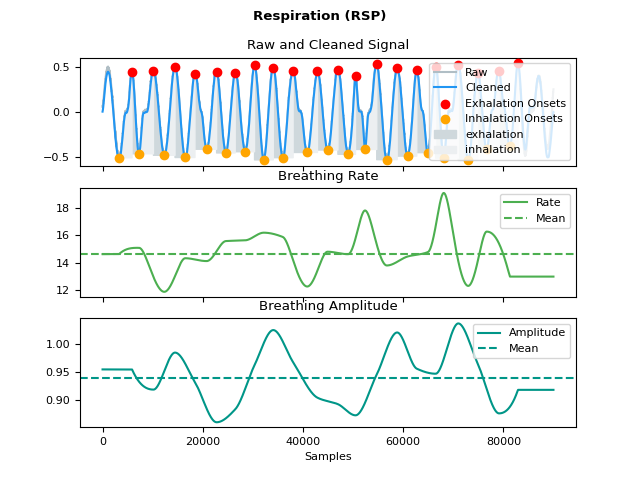 Respiration (RSP)
Raw and Cleaned Signal
0.5
0.0
−0.5
Raw
Cleaned
Exhalation Onsets
Inhalation Onsets
exhalation
inhalation
Breathing Rate
18
16
14
12
Rate
Mean
Breathing Amplitude
1.00
0.95
0.90
Amplitude
Mean
0 20000 40000 60000 80000
Samples